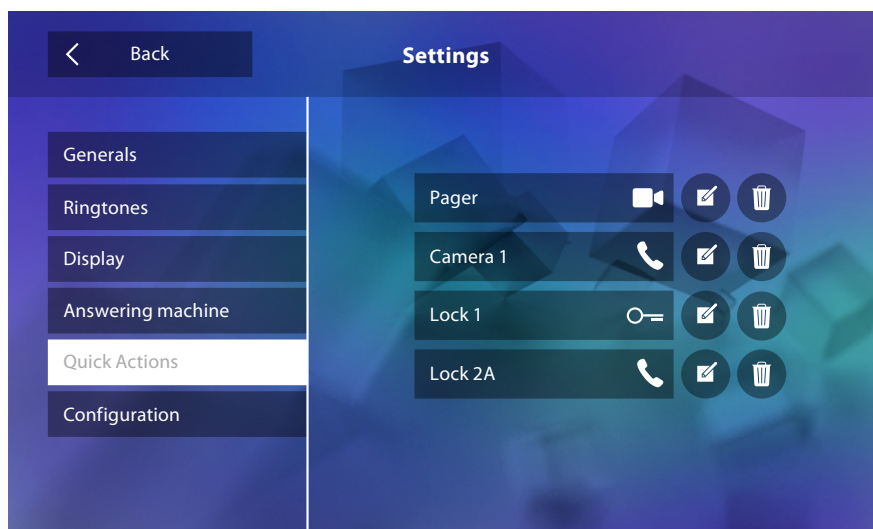 Back
Settings
Generals
Ringtones
Display
Answering machine
Quick Actions
Configuration
Pager
Camera 1
Lock 1
Lock 2A